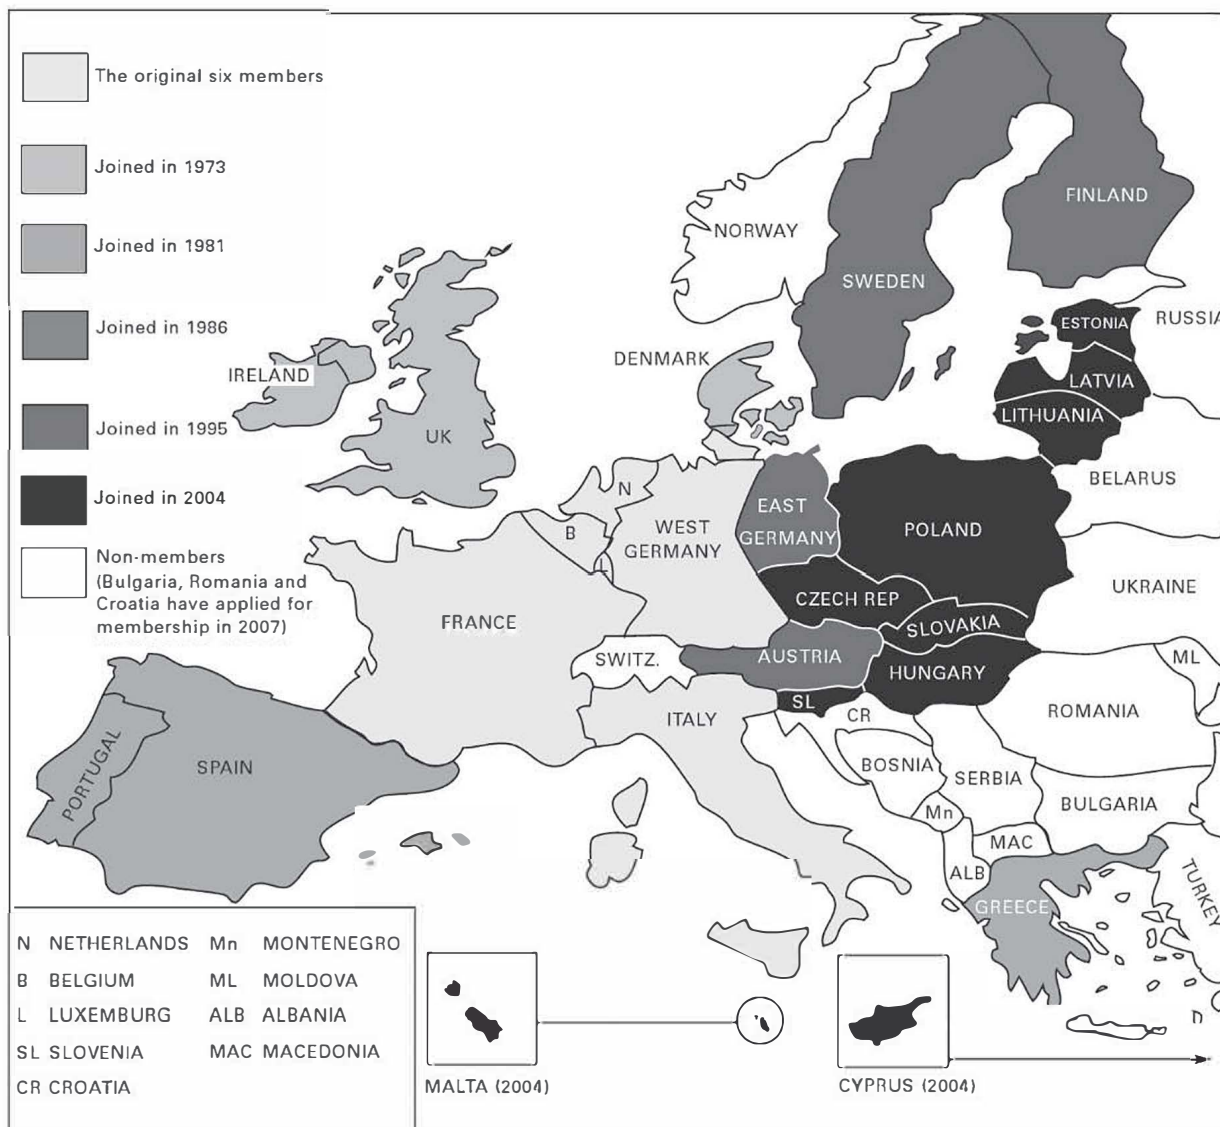 The original six members
Joined in 1973
Joined in 1981
Joined in 1986
Joined in 1995
Joined in 2004
Non-members
(Bulgaria, Romania and
Croatia have applied for
membership in 2007)
NORWAY
SWEDEN
FINLAND
RUSSIA
ESTONIA
LATVIA
LITHUANIA
DENMARK
IRELAND
UK
BELARUS
N
B
L
WEST
GERMANY
EAST
GERMANY
POLAND
UKRAINE
CZECH REP
SLOVAKIA
FRANCE
SWITZ.
AUSTRIA
HUNGARY
ML
SL
CR
ITALY
ROMANIA
PORTUGAL
SPAIN
BOSNIA
SERBIA
Mn
BULGARIA
MAC
ALB
GREECE
TURKEY
N NETHERLANDS Mn MONTENEGRO
B BELGIUM ML MOLDOVA
L LUXEMBURG ALB ALBANIA
SL SLOVENIA MAC MACEDONIA
CR CROATIA
MALTA (2004)
CYPRUS (2004)